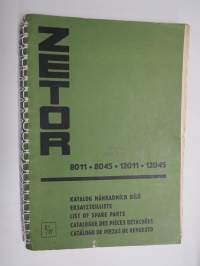 ZETOR
8011 • 8045 • 12011 • 12045
KATALOG NÁHRADNÍCH DÍLŮ
ERSATZTEILLISTE
LIST OF SPARE PARTS
CATALOGUE DES PIÈCES DÉTACHÉES
CATÁLOGO DE PIEZAS DE REPUESTO